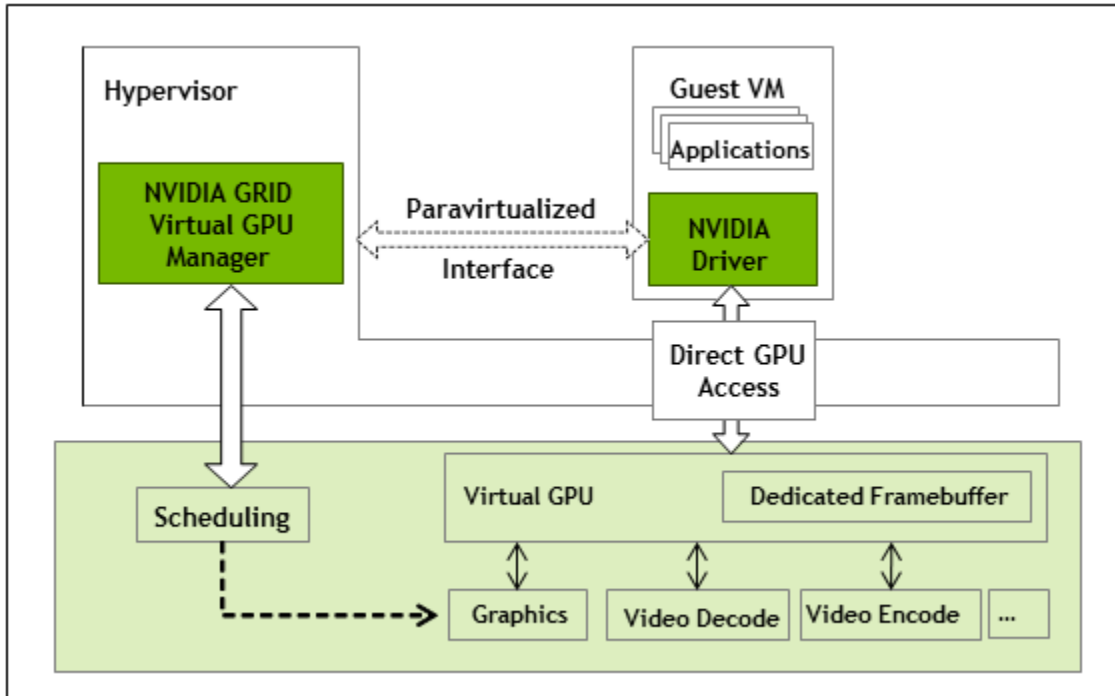 Hypervisor
NVIDIA GRID
Virtual GPU
Manager
Paravirtualized
Interface
Guest VM
Applications
NVIDIA
Driver
Direct GPU
Access
Scheduling
Virtual GPU
Dedicated Framebuffer
Graphics
Video Decode
Video Encode
...